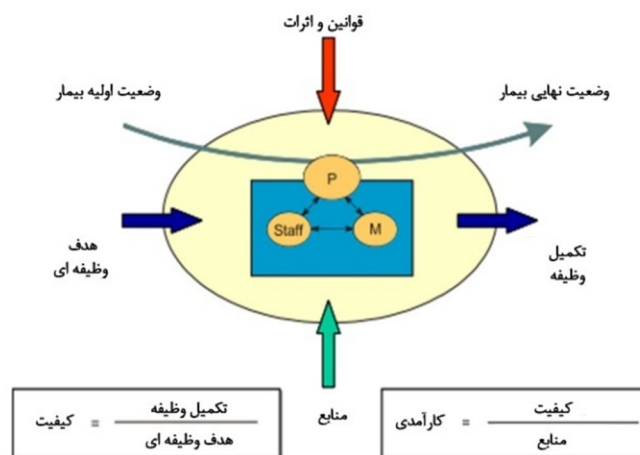 قوانین و اثرات
وضعیت اولیه بیمار
وضعیت نهایی بیمار
P
Staff
M
هدف
وظیفه ای
تکمیل
وظیفه
منابع
کیفیت = تکمیل وظیفه
هدف وظیفه ای
کارآمدی = کیفیت
منابع